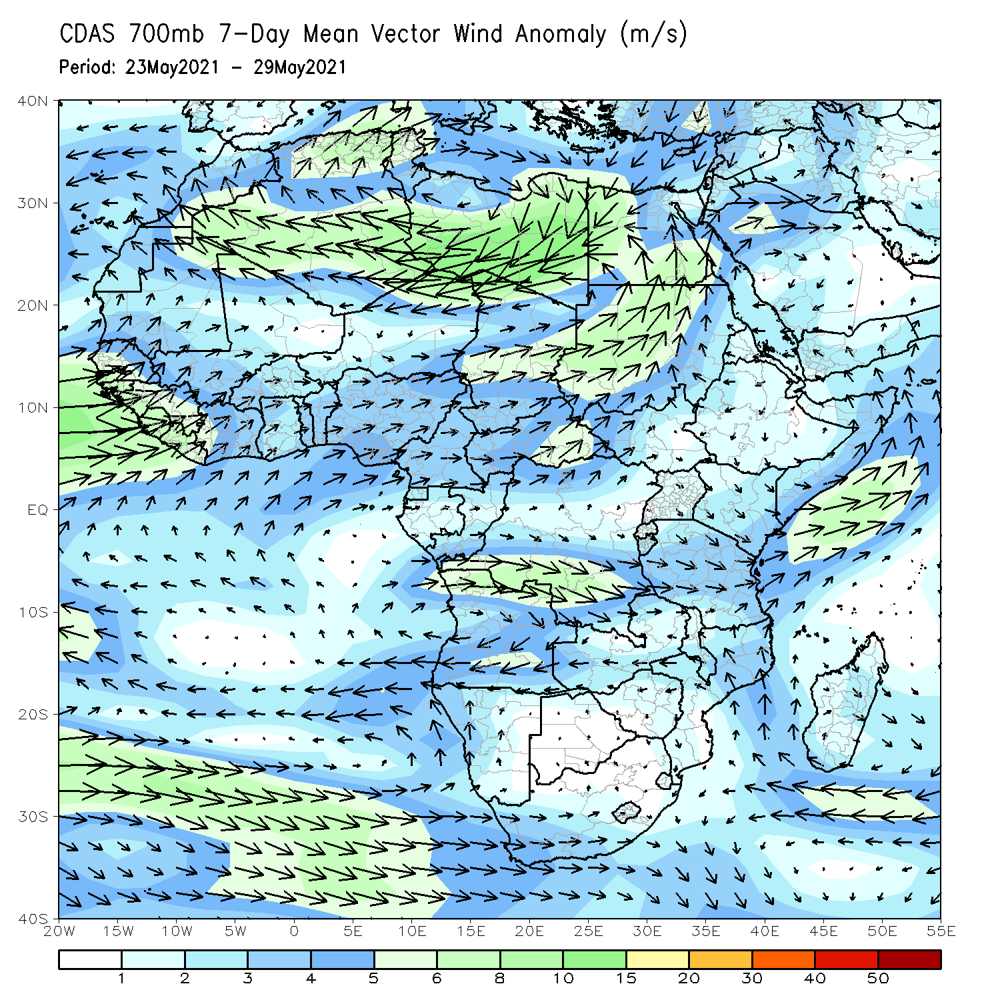 CDAS 700mb 7-Day Mean Vector Wind Anomaly (m/s)
Period: 23May2021 - 29May2021
40N
30N
20N
10N
EQ
10S
20S
30S
40S
20W 15W 10W 5W 0 5E 10E 15E 20E 25E 30E 35E 40E 45E 50E 55E
1 2 3 4 5 6 8 10 15 20 30 40 50